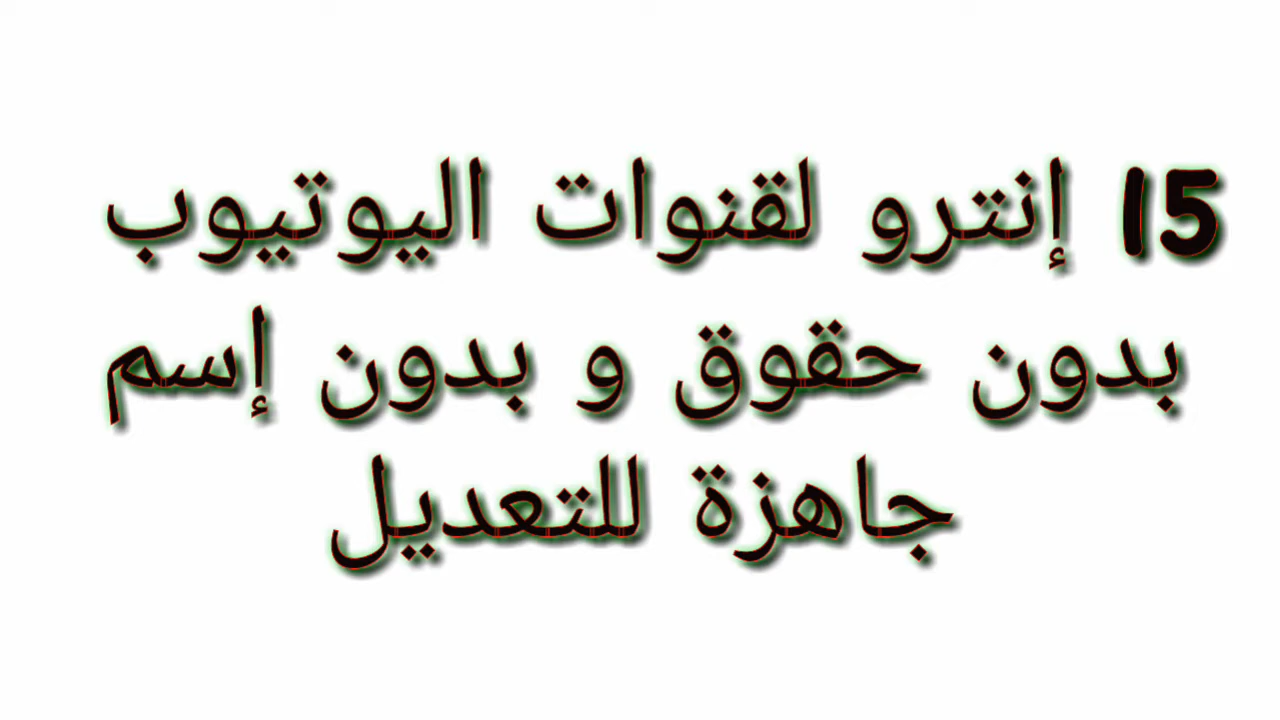 15 إنترو لقنوات اليوتيوب
بدون حقوق و بدون إسم
جاهزة للتعديل